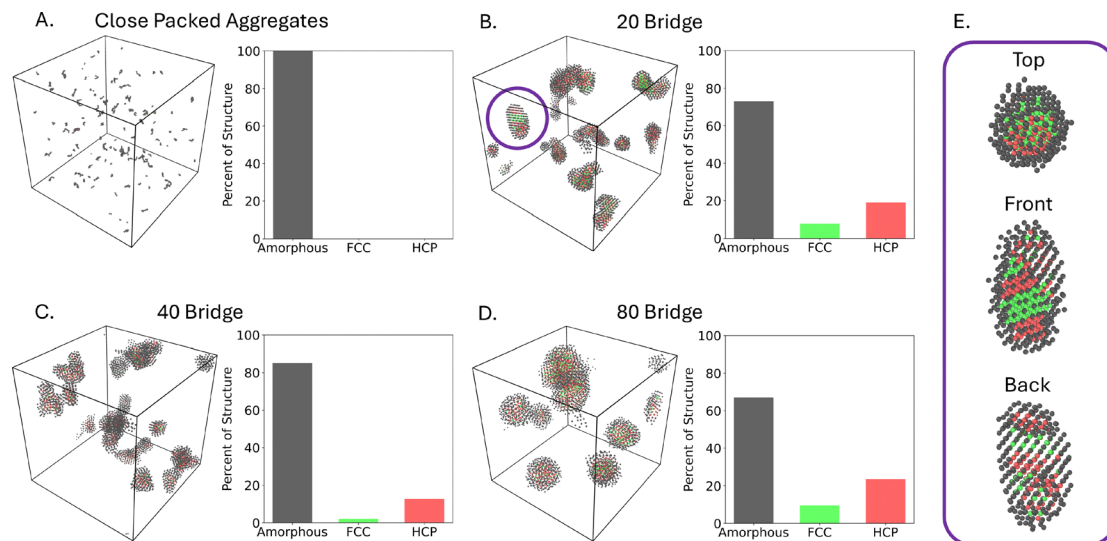 A. Close Packed Aggregates
Percent of Structure
100
80
60
40
20
0
Amorphous FCC HCP
B. 20 Bridge
Percent of Structure
100
80
60
40
20
0
Amorphous FCC HCP
C. 40 Bridge
Percent of Structure
100
80
60
40
20
0
Amorphous FCC HCP
D. 80 Bridge
Percent of Structure
100
80
60
40
20
0
Amorphous FCC HCP
E.
Top
Front
Back